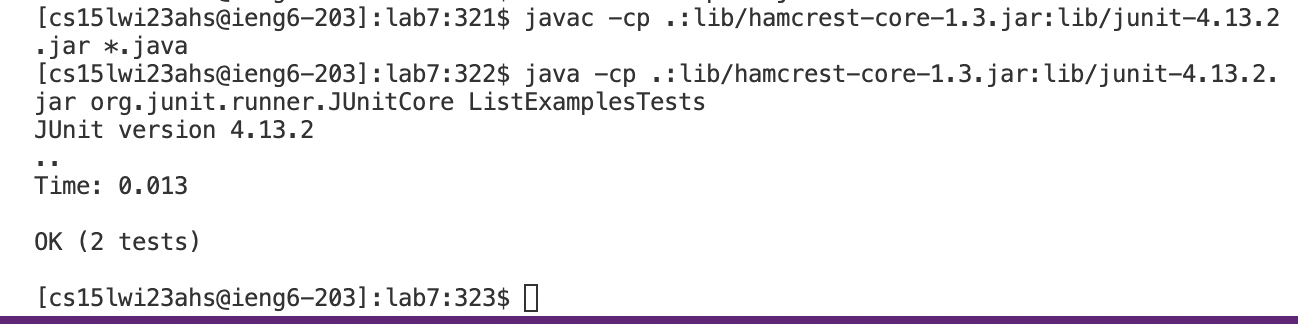 [cs15lwi23ahs@ieng6-203]:lab7:321$ javac -cp .:lib/hamcrest-core-1.3.jar:lib/junit-4.13.2
.jar *.java
[cs15lwi23ahs@ieng6-203]:lab7:322$ java -cp .:lib/hamcrest-core-1.3.jar:lib/junit-4.13.2.
jar org.junit.runner.JUnitCore ListExamplesTests
JUnit version 4.13.2
..
Time: 0.013
OK (2 tests)
[cs15lwi23ahs@ieng6-203]:lab7:323$